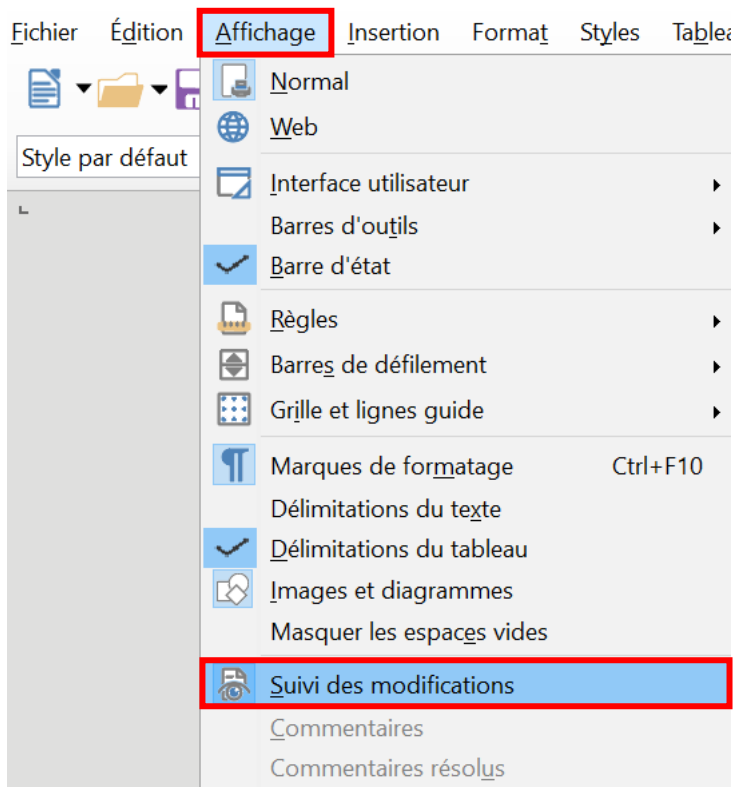 Fichier Édition Affichage Insertion Format Styles Tablea
Normal
Web
Style par défaut
Interface utilisateur
Barres d'outils
Barre d'état
Règles
Barres de défilement
Grille et lignes guide
Marques de formatage Ctrl+F10
Délimitations du texte
Délimitations du tableau
Images et diagrammes
Masquer les espaces vides
Suivi des modifications
Commentaires
Commentaires résolus